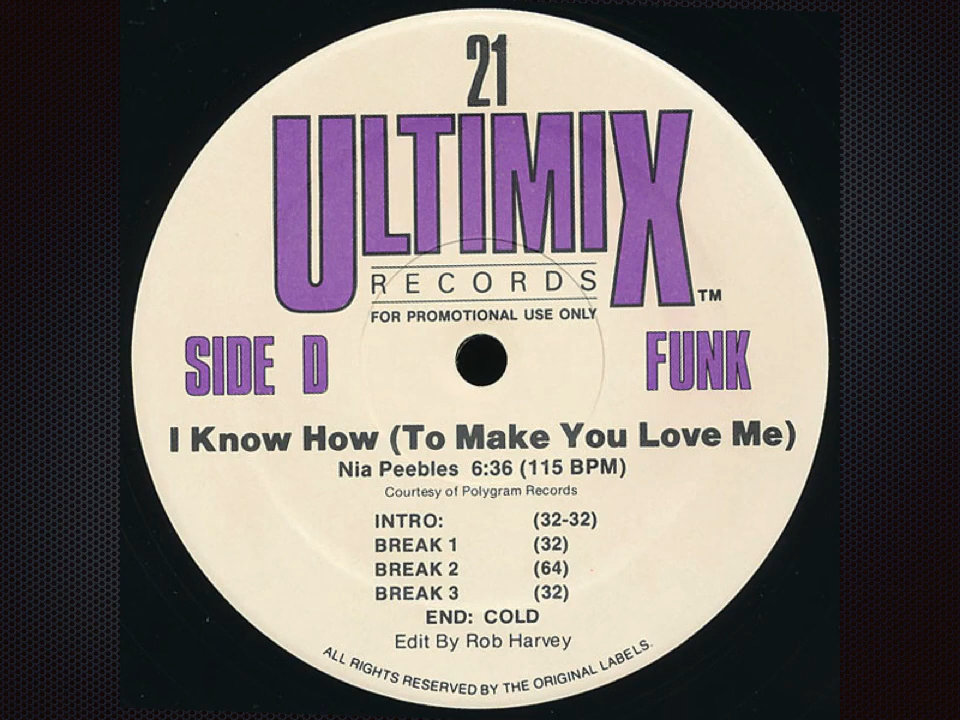 21
ULTIMIX
RECORDS
TM
FOR PROMOTIONAL USE ONLY
SIDE D FUNK
I Know How (To Make You Love Me)
Nia Peebles 6:36 (115 BPM)
Courtesy of Polygram Records
INTRO: (32-32)
BREAK 1 (32)
BREAK 2 (64)
BREAK 3 (32)
END: COLD
Edit By Rob Harvey
ALL RIGHTS RESERVED BY THE ORIGINAL LABELS.